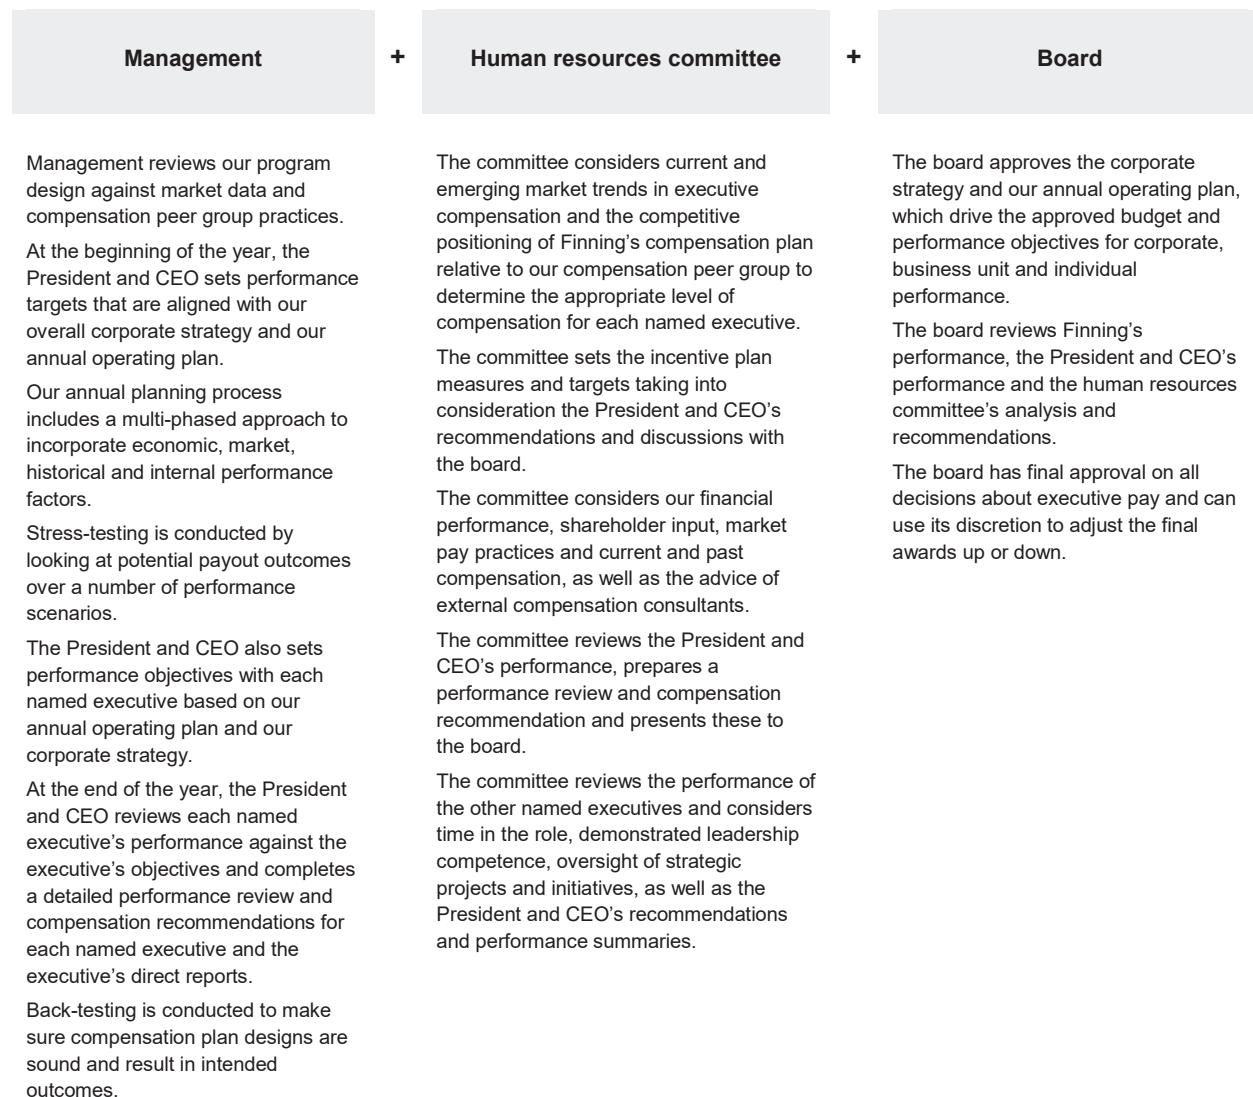 Management
+
Human resources committee
+
Board
Management reviews our program
design against market data and
compensation peer group practices.
At the beginning of the year, the
President and CEO sets performance
targets that are aligned with our
overall corporate strategy and our
annual operating plan.
Our annual planning process
includes a multi-phased approach to
incorporate economic, market,
historical and internal performance
factors.
Stress-testing is conducted by
looking at potential payout outcomes
over a number of performance
scenarios.
The President and CEO also sets
performance objectives with each
named executive based on our
annual operating plan and our
corporate strategy.
At the end of the year, the President
and CEO reviews each named
executive’s performance against the
executive’s objectives and completes
a detailed performance review and
compensation recommendations for
each named executive and the
executive’s direct reports.
Back-testing is conducted to make
sure compensation plan designs are
sound and result in intended
outcomes.
The committee considers current and
emerging market trends in executive
compensation and the competitive
positioning of Finning’s compensation plan
relative to our compensation peer group to
determine the appropriate level of
compensation for each named executive.
The committee sets the incentive plan
measures and targets taking into
consideration the President and CEO’s
recommendations and discussions with
the board.
The committee considers our financial
performance, shareholder input, market
pay practices and current and past
compensation, as well as the advice of
external compensation consultants.
The committee reviews the President and
CEO’s performance, prepares a
performance review and compensation
recommendation and presents these to
the board.
The committee reviews the performance of
the other named executives and considers
time in the role, demonstrated leadership
competence, oversight of strategic
projects and initiatives, as well as the
President and CEO’s recommendations
and performance summaries.
The board approves the corporate
strategy and our annual operating plan,
which drive the approved budget and
performance objectives for corporate,
business unit and individual
performance.
The board reviews Finning’s
performance, the President and CEO’s
performance and the human resources
committee’s analysis and
recommendations.
The board has final approval on all
decisions about executive pay and can
use its discretion to adjust the final
awards up or down.